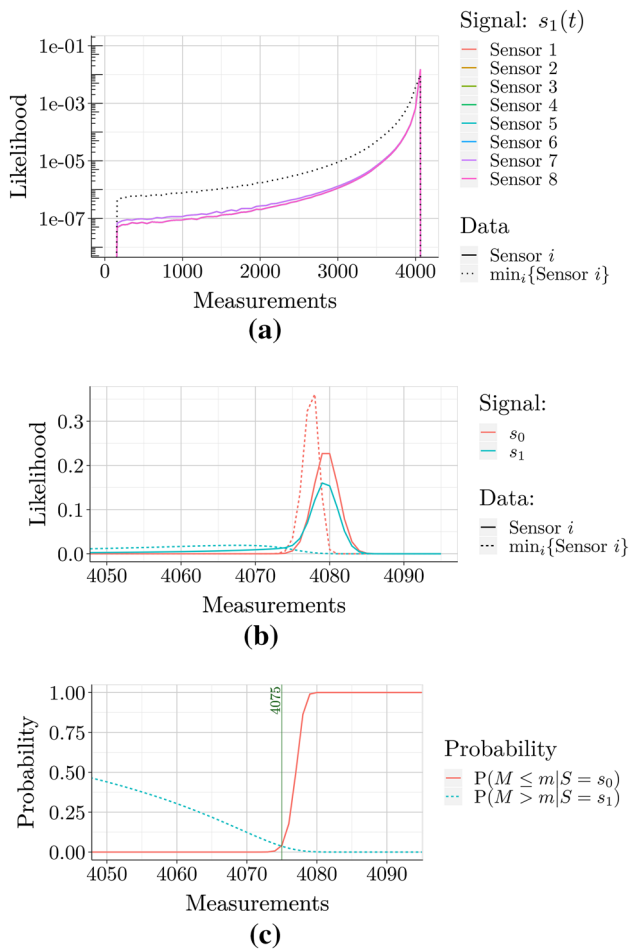 Signal: s₁(t)
Sensor 1
Sensor 2
Sensor 3
Sensor 4
Sensor 5
Sensor 6
Sensor 7
Sensor 8
Data
Sensor i
minᵢ{Sensor i}
Likelihood
1e-01
1e-03
1e-05
1e-07
0 1000 2000 3000 4000
Measurements
(a)
Likelihood
0.3
0.2
0.1
0.0
4050 4060 4070 4080 4090
Measurements
Signal:
s₀
s₁
Data:
Sensor i
minᵢ{Sensor i}
(b)
Probability
1.00
0.75
0.50
0.25
0.00
4075
4050 4060 4070 4080 4090
Measurements
Probability
P(M ≤ m|S = s₀)
P(M > m|S = s₁)
(c)